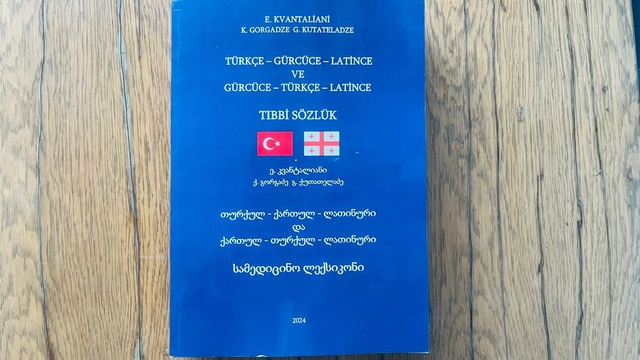 E. KVANTALİANİ
K. GORGADZE G. KUTATELADZE
TÜRKÇE – GÜRCÜCE – LATİNCE
VE
GÜRCÜCE – TÜRKÇE – LATİNCE
TIBBİ SÖZLÜK
ე. კვანტალიანი
ქ. გორგაძე გ. ქუთათელაძე
თურქულ - ქართულ - ლათინური
და
ქართულ - თურქულ - ლათინური
სამედიცინო ლექსიკონი
2024